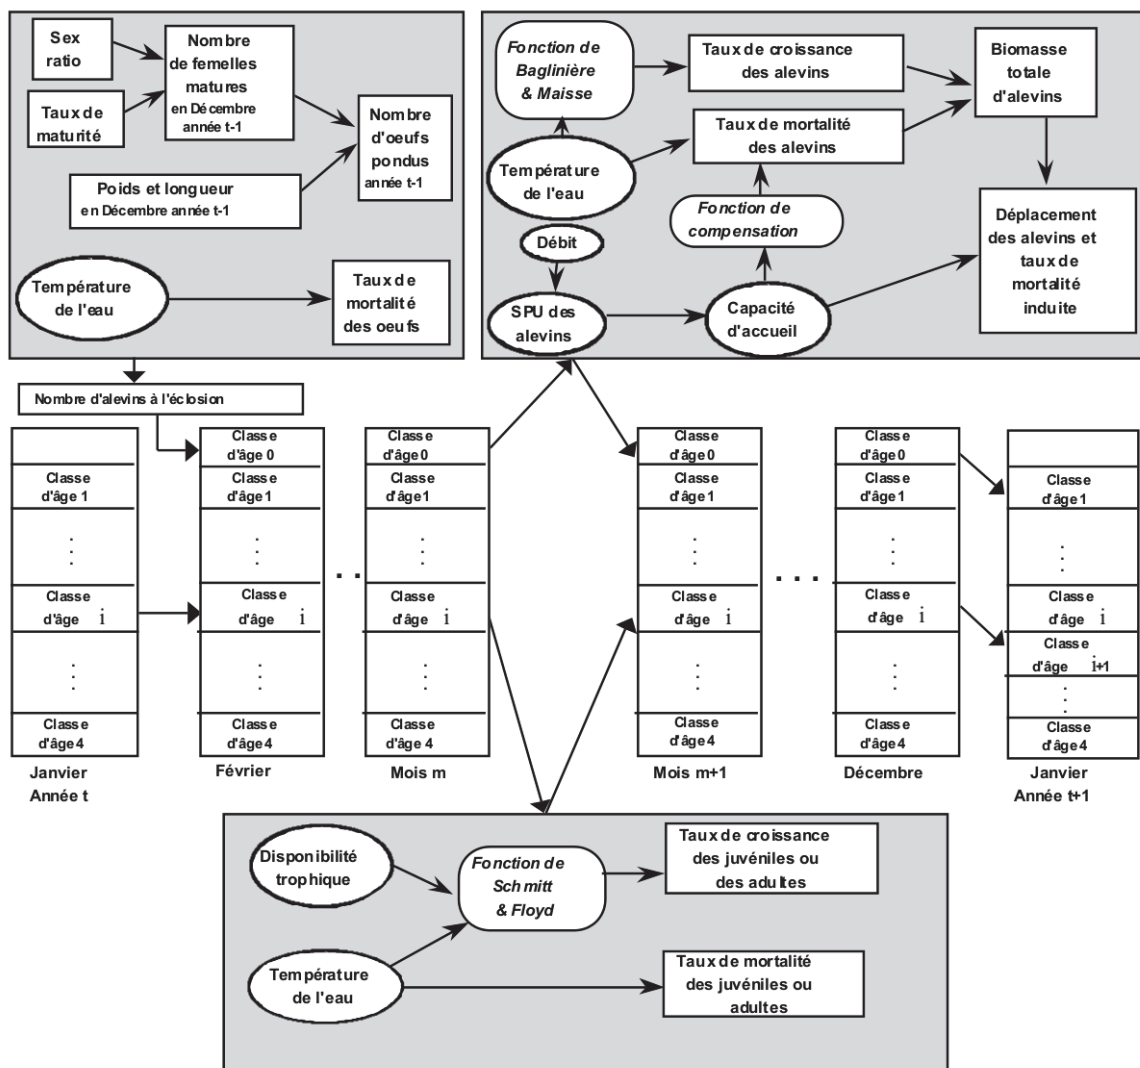 Sex
ratio
Nombre
de femelles
matures
en Décembre
année t-1
Taux de
maturité
Nombre
d'oeufs
pondus
année t-1
Poids et longueur
en Décembre année t-1
Température
de l'eau
Taux de
mortalité
des oeufs
Fonction de
Baglinière
& Maisse
Taux de croissance
des alevins
Biomasse
totale
d'alevins
Taux de mortalité
des alevins
Température
de l'eau
Fonction de
compensation
Déplacement
des alevins et
taux de
mortalité
induite
Débit
SPU des
alevins
Capacité
d'accueil
Nombre d'alevins à l'éclosion
Classe
d'âge 1
⋮
Classe
d'âge i
⋮
Classe
d'âge 4
Janvier
Année t
Classe
d'âge 0
Classe
d'âge 1
⋮
Classe
d'âge i
⋮
Classe
d'âge 4
Février
. .
Classe
d'âge 0
Classe
d'âge 1
⋮
Classe
d'âge i
⋮
Classe
d'âge 4
Mois m
Classe
d'âge 0
Classe
d'âge 1
⋮
Classe
d'âge i
⋮
Classe
d'âge 4
Mois m+1
. . .
Classe
d'âge 0
Classe
d'âge 1
⋮
Classe
d'âge i
⋮
Classe
d'âge 4
Décembre
Classe
d'âge 1
⋮
Classe
d'âge i
Classe
d'âge i+1
⋮
Classe
d'âge 4
Janvier
Année t+1
Disponibilité
trophique
Fonction de
Schmitt
& Floyd
Taux de croissance
des juvéniles ou
des adultes
Température
de l'eau
Taux de mortalité
des juvéniles ou
adultes